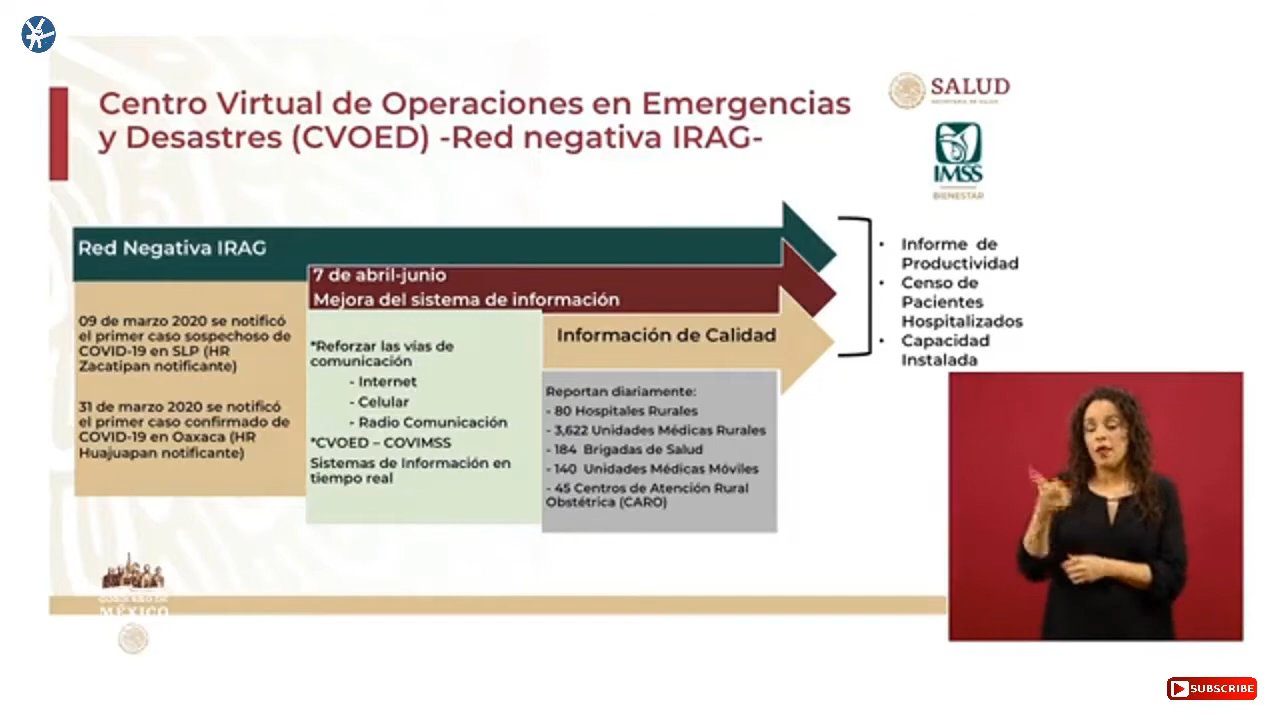 Centro Virtual de Operaciones en Emergencias
y Desastres (CVOED) -Red negativa IRAG-
SALUD
SECRETARÍA DE SALUD
IMSS
BIENESTAR
Red Negativa IRAG
7 de abril-junio
Mejora del sistema de información
Información de Calidad
09 de marzo 2020 se notificó
el primer caso sospechoso de
COVID-19 en SLP (HR
Zacatipan notificante)
31 de marzo 2020 se notificó
el primer caso confirmado de
COVID-19 en Oaxaca (HR
Huajuapan notificante)
*Reforzar las vías de
comunicación
- Internet
- Celular
- Radio Comunicación
*CVOED – COVIMSS
Sistemas de Información en
tiempo real
Reportan diariamente:
- 80 Hospitales Rurales
- 3,622 Unidades Médicas Rurales
- 184 Brigadas de Salud
- 140 Unidades Médicas Móviles
- 45 Centros de Atención Rural
Obstétrica (CARO)
• Informe de
Productividad
• Censo de
Pacientes
Hospitalizados
• Capacidad
Instalada
GOBIERNO DE
MÉXICO
SUBSCRIBE